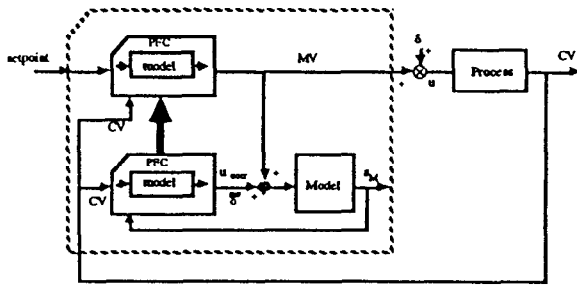 PFC
δ
setpoint
model
MV
+
CV
+
u
Process
CV
PFC
u
+
s M
model
δ
+
Model
CV